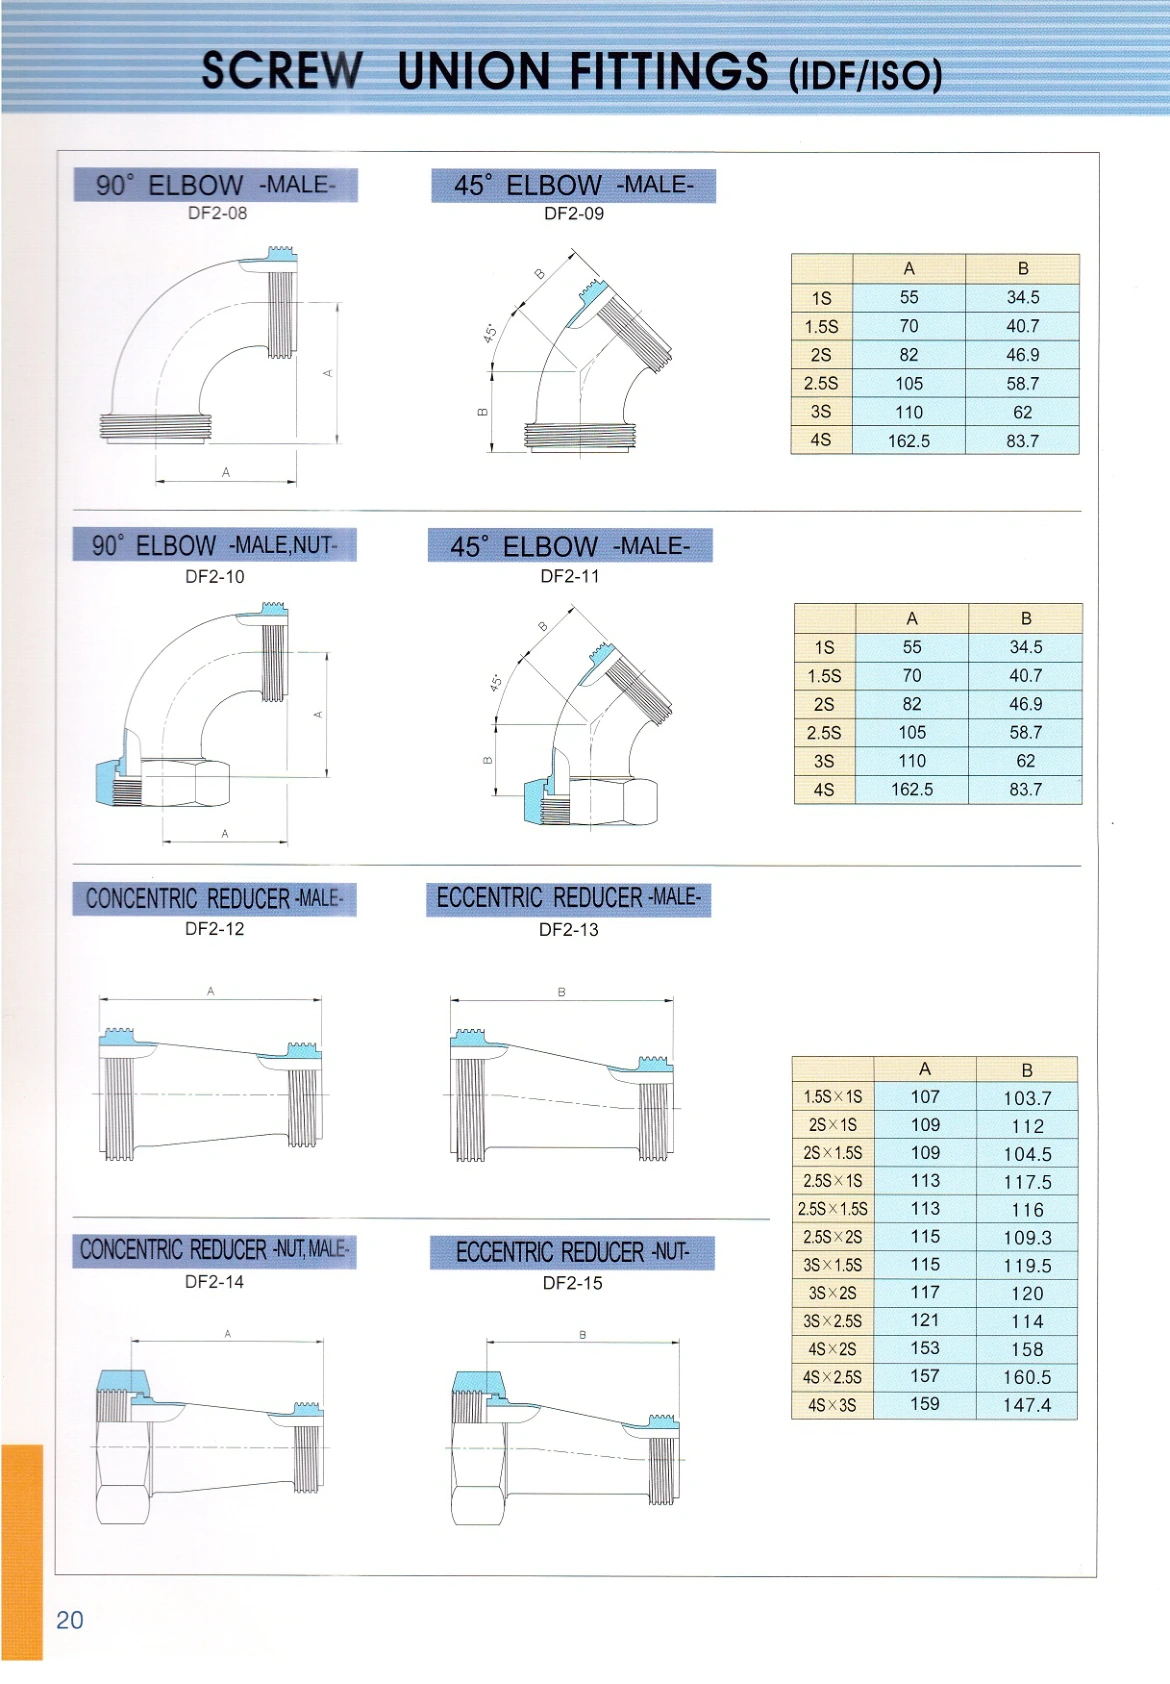 SCREW UNION FITTINGS (IDF/ISO)
90° ELBOW -MALE-
DF2-08
45° ELBOW -MALE-
DF2-09
A
A
B
45°
B
A B
1S 55 34.5
1.5S 70 40.7
2S 82 46.9
2.5S 105 58.7
3S 110 62
4S 162.5 83.7
90° ELBOW -MALE,NUT-
DF2-10
45° ELBOW -MALE-
DF2-11
A
A
B
45°
B
A B
1S 55 34.5
1.5S 70 40.7
2S 82 46.9
2.5S 105 58.7
3S 110 62
4S 162.5 83.7
CONCENTRIC REDUCER -MALE-
DF2-12
ECCENTRIC REDUCER -MALE-
DF2-13
A
B
CONCENTRIC REDUCER -NUT, MALE-
DF2-14
ECCENTRIC REDUCER -NUT-
DF2-15
A
B
A B
1.5S×1S 107 103.7
2S×1S 109 112
2S×1.5S 109 104.5
2.5S×1S 113 117.5
2.5S×1.5S 113 116
2.5S×2S 115 109.3
3S×1.5S 115 119.5
3S×2S 117 120
3S×2.5S 121 114
4S×2S 153 158
4S×2.5S 157 160.5
4S×3S 159 147.4
20